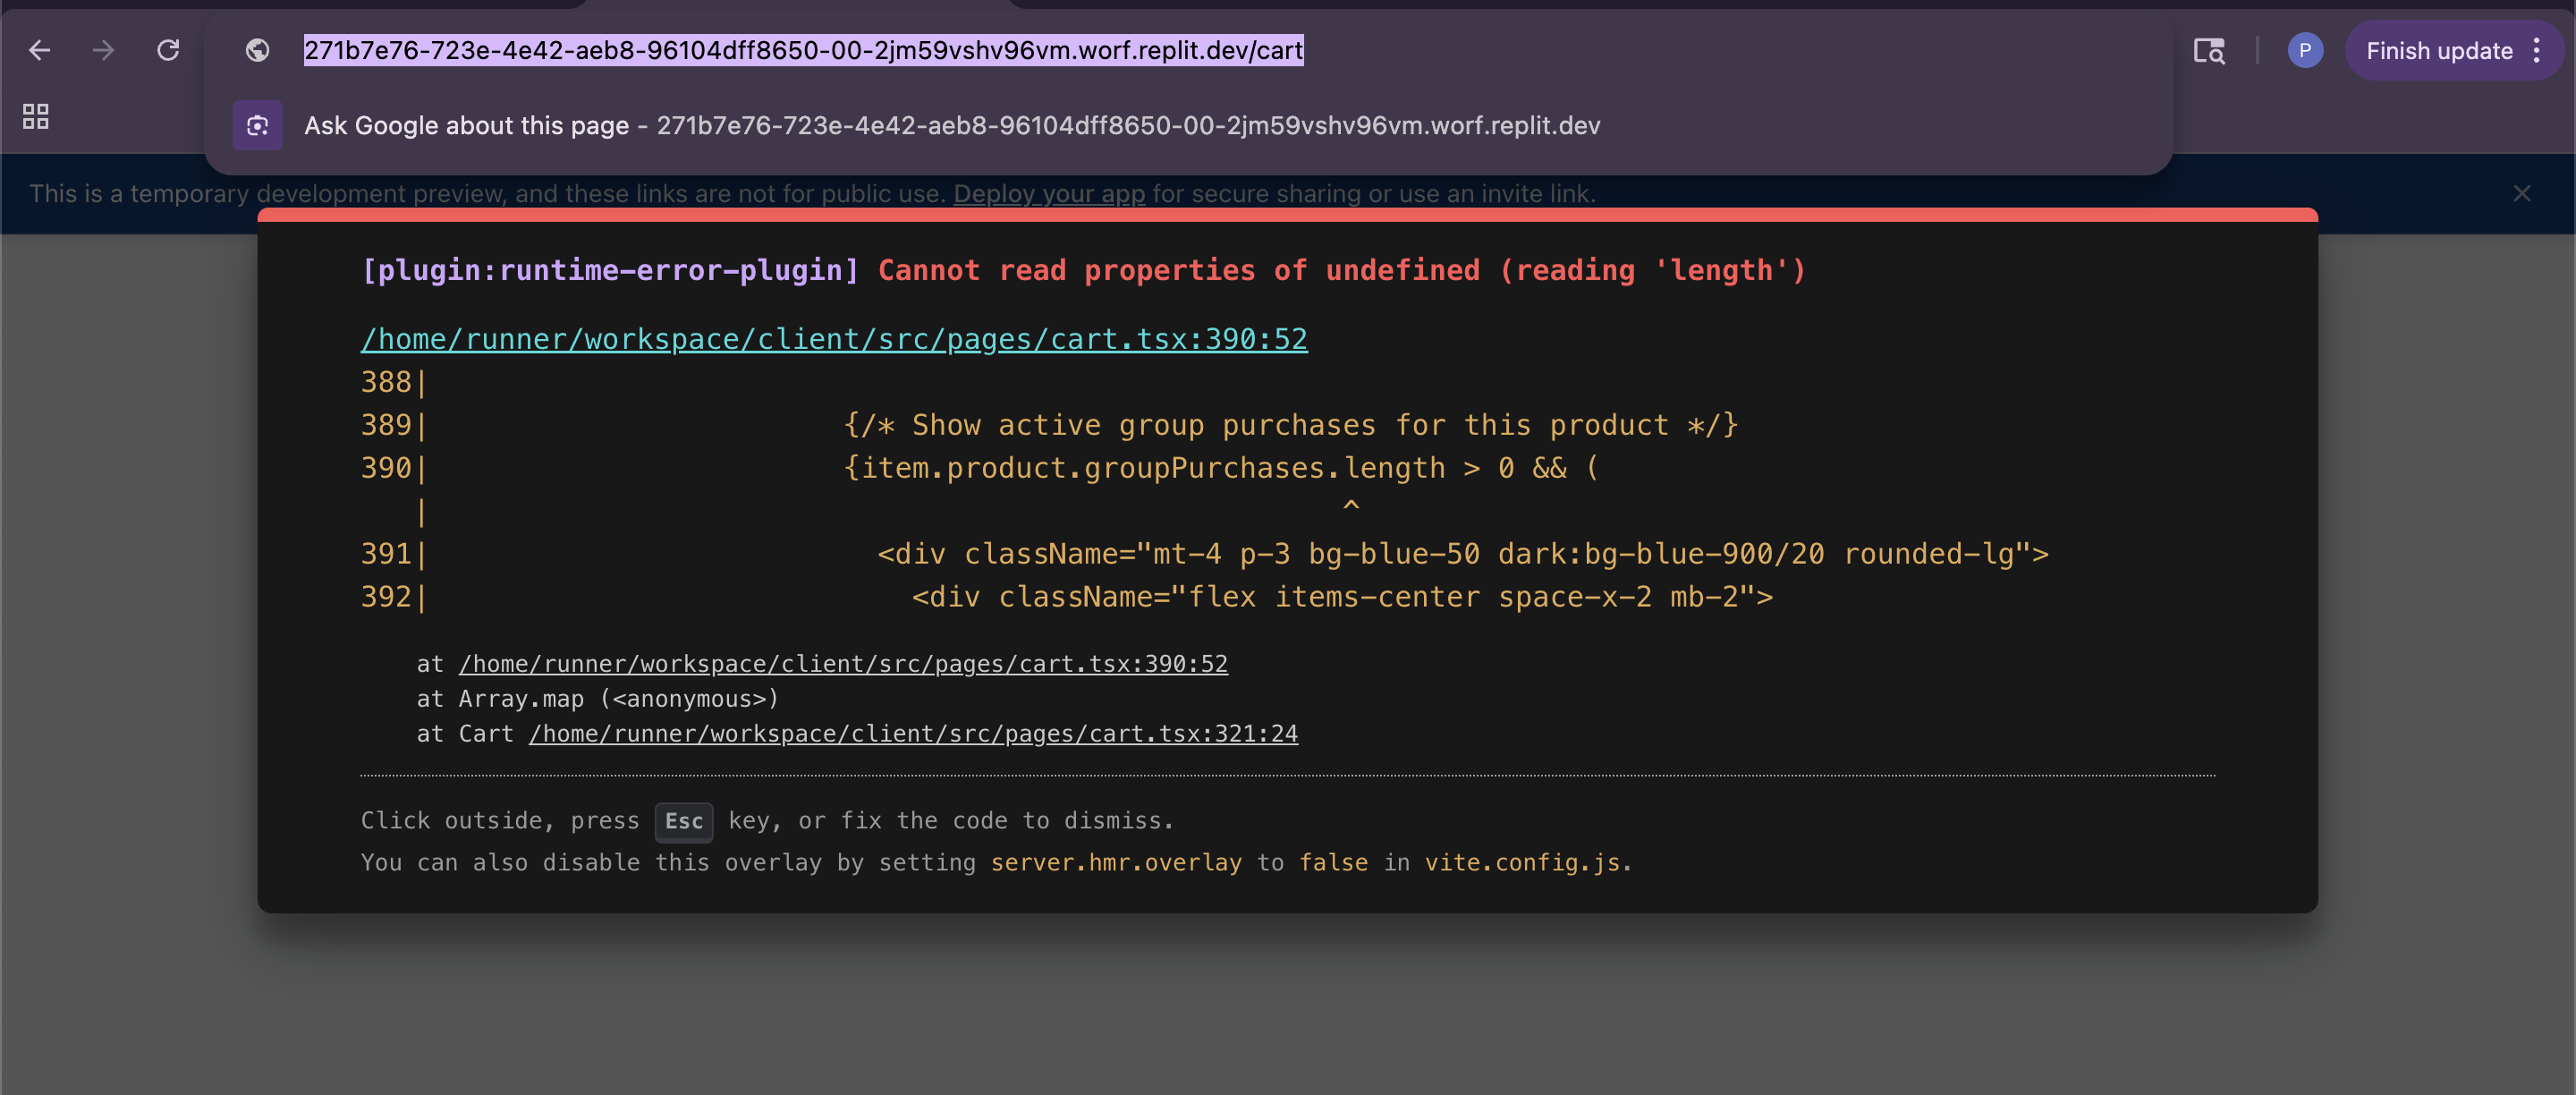 271b7e76-723e-4e42-aeb8-96104dff8650-00-2jm59vshv96vm.worf.replit.dev/cart
P
Finish update
Ask Google about this page - 271b7e76-723e-4e42-aeb8-96104dff8650-00-2jm59vshv96vm.worf.replit.dev
This is a temporary development preview, and these links are not for public use. Deploy your app for secure sharing or use an invite link.
[plugin:runtime-error-plugin] Cannot read properties of undefined (reading 'length')
/home/runner/workspace/client/src/pages/cart.tsx:390:52
388|
389|                        {/* Show active group purchases for this product */}
390|                        {item.product.groupPurchases.length > 0 && (
   |                                                     ^
391|                          <div className="mt-4 p-3 bg-blue-50 dark:bg-blue-900/20 rounded-lg">
392|                            <div className="flex items-center space-x-2 mb-2">
at /home/runner/workspace/client/src/pages/cart.tsx:390:52
at Array.map (<anonymous>)
at Cart /home/runner/workspace/client/src/pages/cart.tsx:321:24
Click outside, press Esc key, or fix the code to dismiss.
You can also disable this overlay by setting server.hmr.overlay to false in vite.config.js.